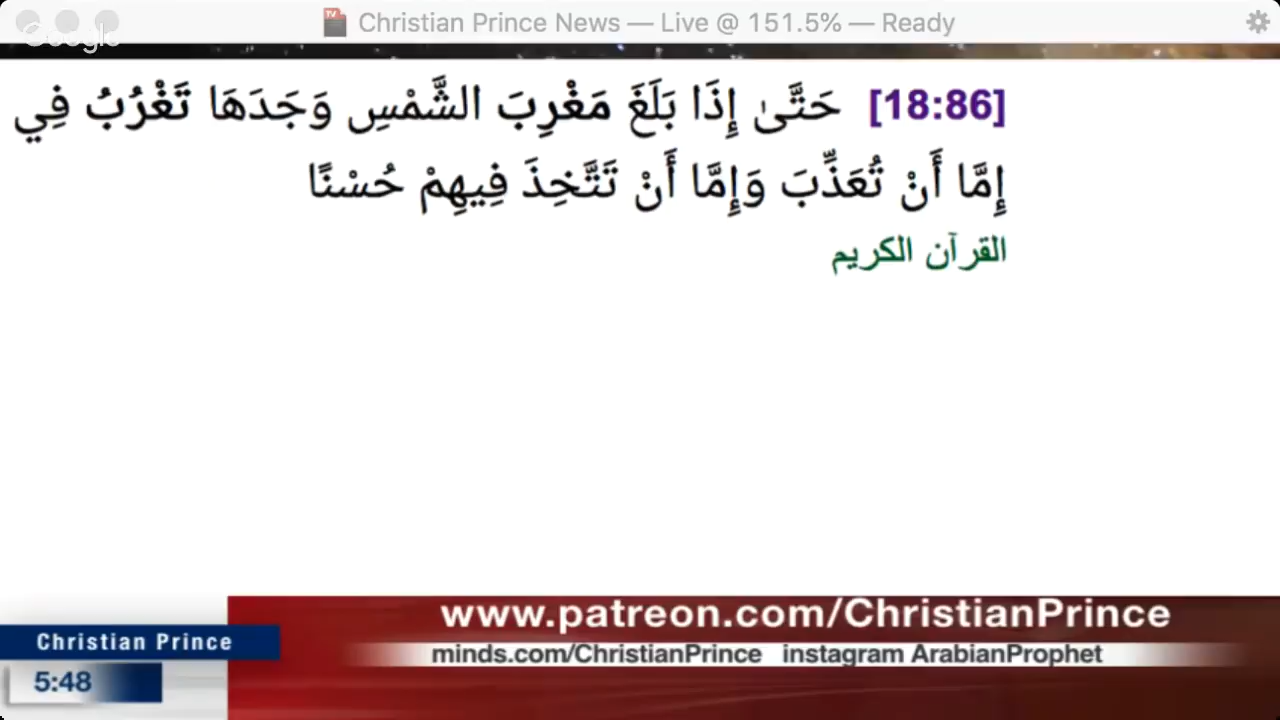 Christian Prince News — Live @ 151.5% — Ready
Google
[18:86] حَتَّىٰ إِذَا بَلَغَ مَغْرِبَ الشَّمْسِ وَجَدَهَا تَغْرُبُ فِي
إِمَّا أَنْ تُعَذِّبَ وَإِمَّا أَنْ تَتَّخِذَ فِيهِمْ حُسْنًا
القرآن الكريم
www.patreon.com/ChristianPrince
Christian Prince
minds.com/ChristianPrince instagram ArabianProphet
5:48